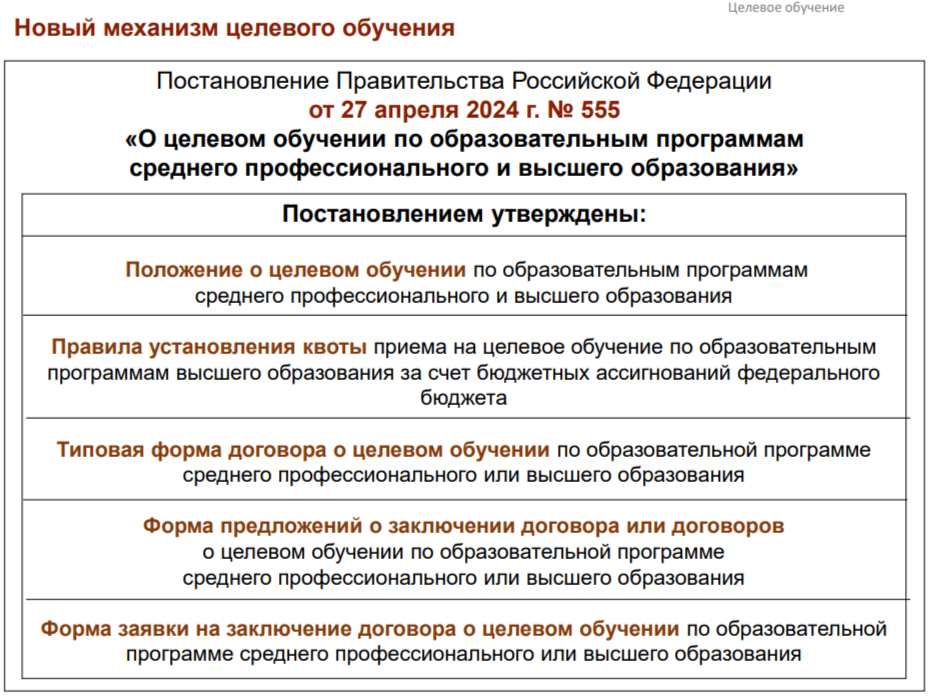 Целевое обучение
Новый механизм целевого обучения
Постановление Правительства Российской Федерации
от 27 апреля 2024 г. № 555
«О целевом обучении по образовательным программам
среднего профессионального и высшего образования»
Постановлением утверждены:
Положение о целевом обучении по образовательным программам
среднего профессионального и высшего образования
Правила установления квоты приема на целевое обучение по образовательным
программам высшего образования за счет бюджетных ассигнований федерального
бюджета
Типовая форма договора о целевом обучении по образовательной программе
среднего профессионального или высшего образования
Форма предложений о заключении договора или договоров
о целевом обучении по образовательной программе
среднего профессионального или высшего образования
Форма заявки на заключение договора о целевом обучении по образовательной
программе среднего профессионального или высшего образования